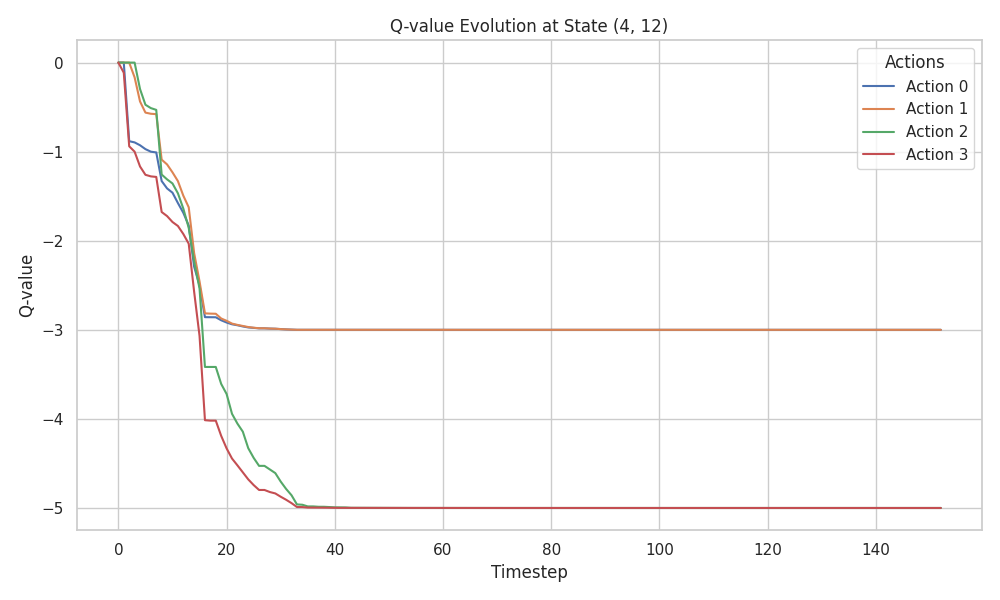 Q-value Evolution at State (4, 12)
Actions
Action 0
Action 1
Action 2
Action 3
Q-value
0
−1
−2
−3
−4
−5
0 20 40 60 80 100 120 140
Timestep